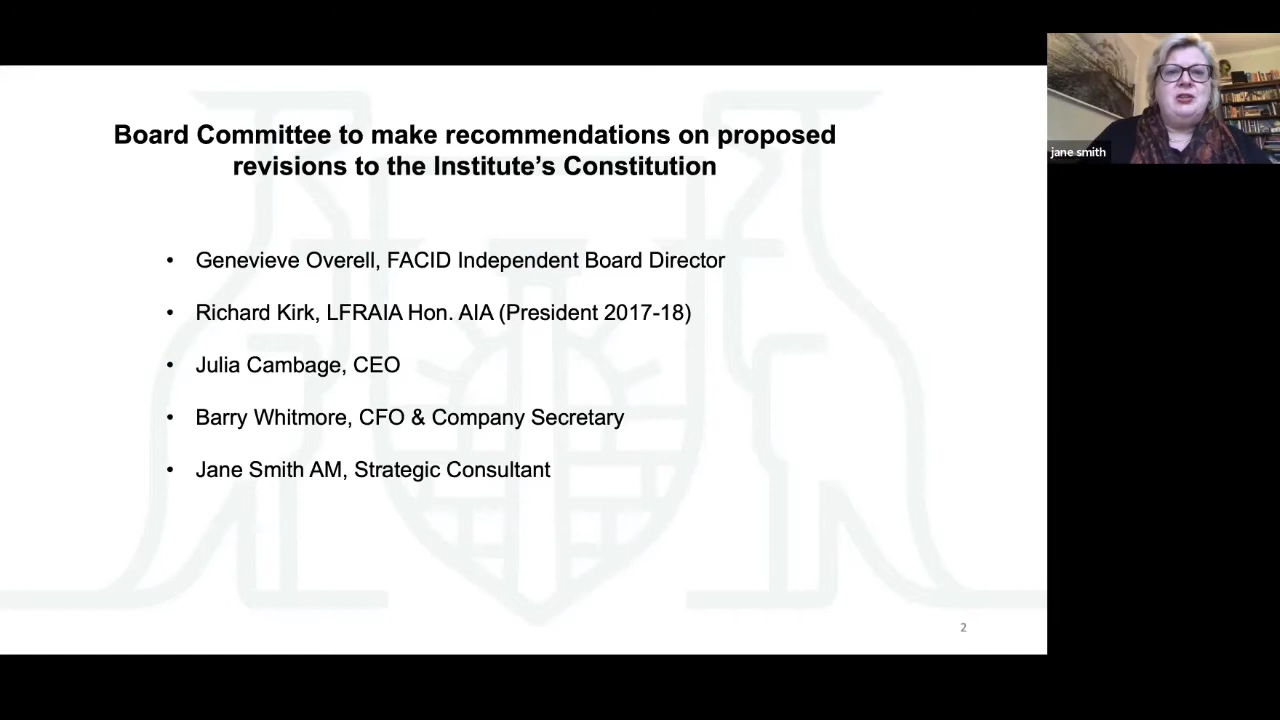 Board Committee to make recommendations on proposed
revisions to the Institute’s Constitution
• Genevieve Overell, FACID Independent Board Director
• Richard Kirk, LFRAIA Hon. AIA (President 2017-18)
• Julia Cambage, CEO
• Barry Whitmore, CFO & Company Secretary
• Jane Smith AM, Strategic Consultant
2
jane smith